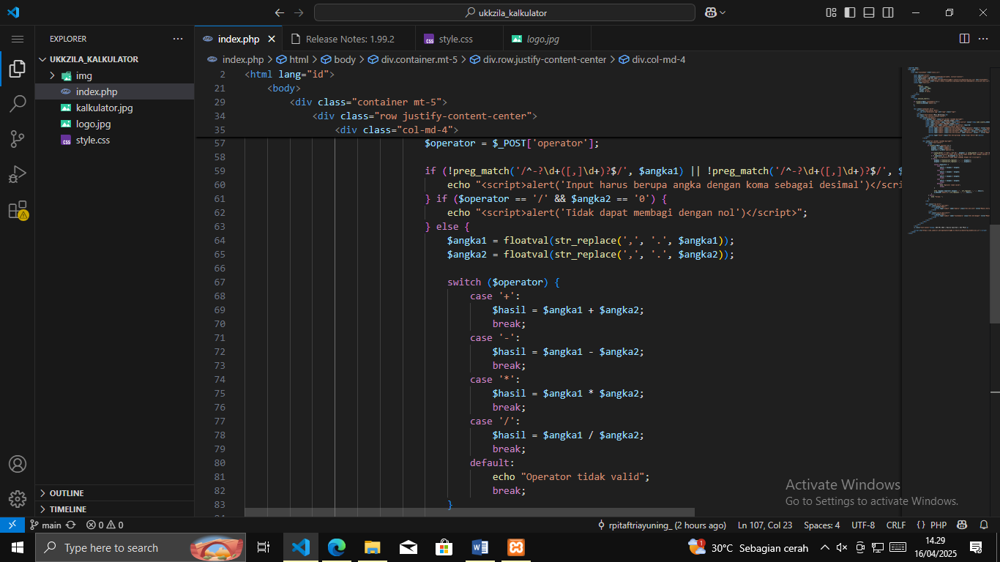 ukkzila_kalkulator
EXPLORER
index.php
Release Notes: 1.99.2
style.css
logo.jpg
UKKZILA_KALKULATOR
img
index.php
kalkulator.jpg
logo.jpg
style.css
OUTLINE
TIMELINE
index.php > html > body > div.container.mt-5 > div.row.justify-content-center > div.col-md-4
2 <html lang="id">
21 <body>
29 <div class="container mt-5">
34 <div class="row justify-content-center">
35 <div class="col-md-4">
57 $operator = $_POST['operator'];
58
59 if (!preg_match('/^-?\d+([,]\d+)?$/', $angka1) || !preg_match('/^-?\d+([,]\d+)?$/', $
60 echo "<script>alert('Input harus berupa angka dengan koma sebagai desimal')</scri
61 } if ($operator == '/' && $angka2 == '0') {
62 echo "<script>alert('Tidak dapat membagi dengan nol')</script>";
63 } else {
64 $angka1 = floatval(str_replace(',', '.', $angka1));
65 $angka2 = floatval(str_replace(',', '.', $angka2));
66
67 switch ($operator) {
68 case '+':
69 $hasil = $angka1 + $angka2;
70 break;
71 case '-':
72 $hasil = $angka1 - $angka2;
73 break;
74 case '*':
75 $hasil = $angka1 * $angka2;
76 break;
77 case '/':
78 $hasil = $angka1 / $angka2;
79 break;
80 default:
81 echo "Operator tidak valid";
82 break;
83 }
Activate Windows
Go to Settings to activate Windows.
main
0 0
rpitaftriayuning_ (2 hours ago)
Ln 107, Col 23
Spaces: 4
UTF-8
CRLF
{ } PHP
Type here to search
1
30°C Sebagian cerah
14.29
16/04/2025